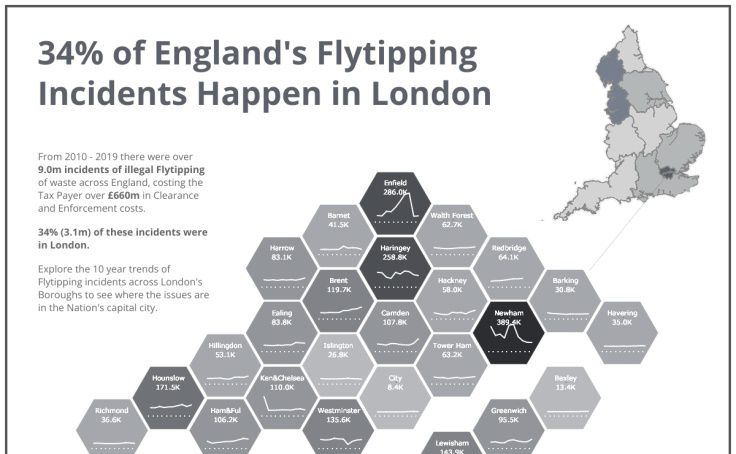 34% of England's Flytipping
Incidents Happen in London
From 2010 - 2019 there were over
9.0m incidents of illegal Flytipping
of waste across England, costing the
Tax Payer over £660m in Clearance
and Enforcement costs.
34% (3.1m) of these incidents were
in London.
Explore the 10 year trends of
Flytipping incidents across London's
Boroughs to see where the issues are
in the Nation's capital city.
Enfield
286.0K
Barnet
41.5K
Walth Forest
62.7K
Harrow
83.1K
Haringey
258.8K
Redbridge
64.1K
Brent
119.7K
Hackney
58.0K
Barking
30.8K
Ealing
83.8K
Camden
107.8K
Newham
389.4K
Havering
35.0K
Hillingdon
53.1K
Islington
26.8K
Tower Ham
63.2K
Hounslow
171.5K
Ken&Chelsea
110.0K
City
8.4K
Bexley
13.4K
Richmond
36.6K
Ham&Ful
106.2K
Westminster
135.6K
Greenwich
95.5K
Lewisham
143.9K